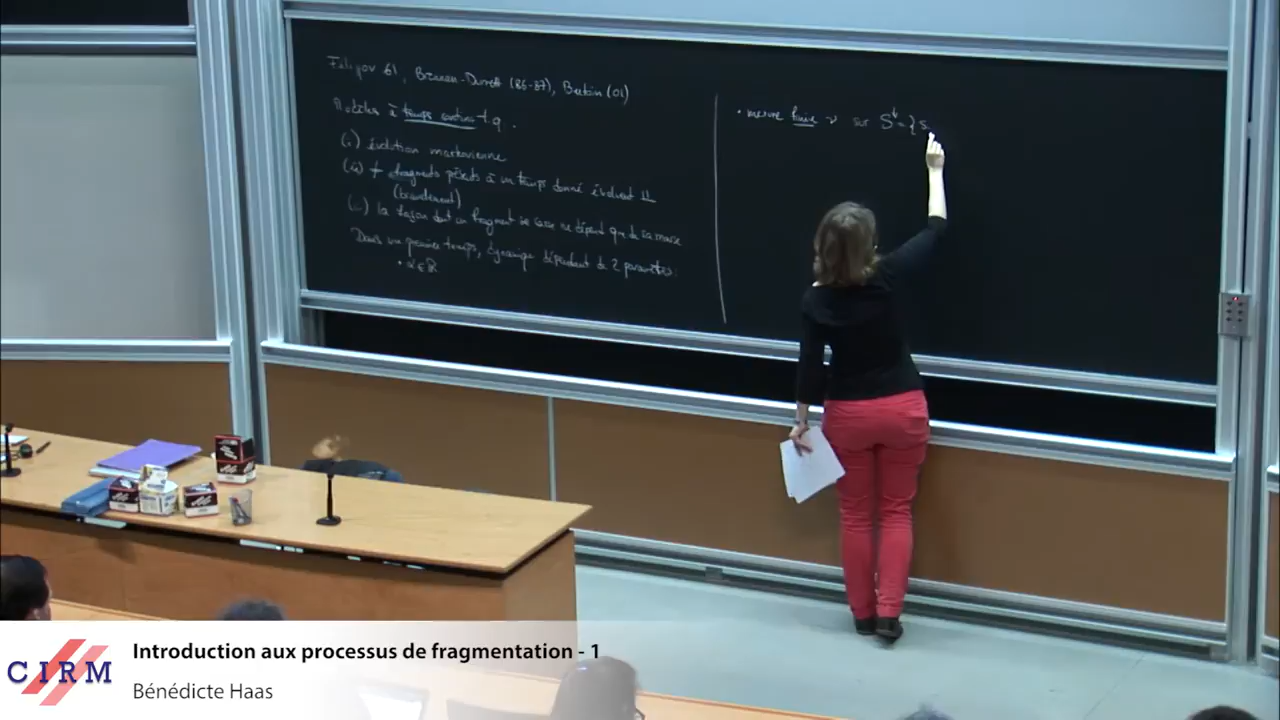 Filippov 61, Brennan-Durrett (86-87), Bertoin (01)
Modèles à temps continu t.q.
(i) évolution markovienne
(ii) ≠ fragments présents à un temps donné évoluent ⊥⊥
(branchement)
la façon dont un fragment se casse ne dépend que de sa masse
Dans un premier temps, dynamique dépendant de 2 paramètres:
• α ∈ ℝ
• mesure finie ν sur S↓ = { s
CIRM
Introduction aux processus de fragmentation - 1
Bénédicte Haas